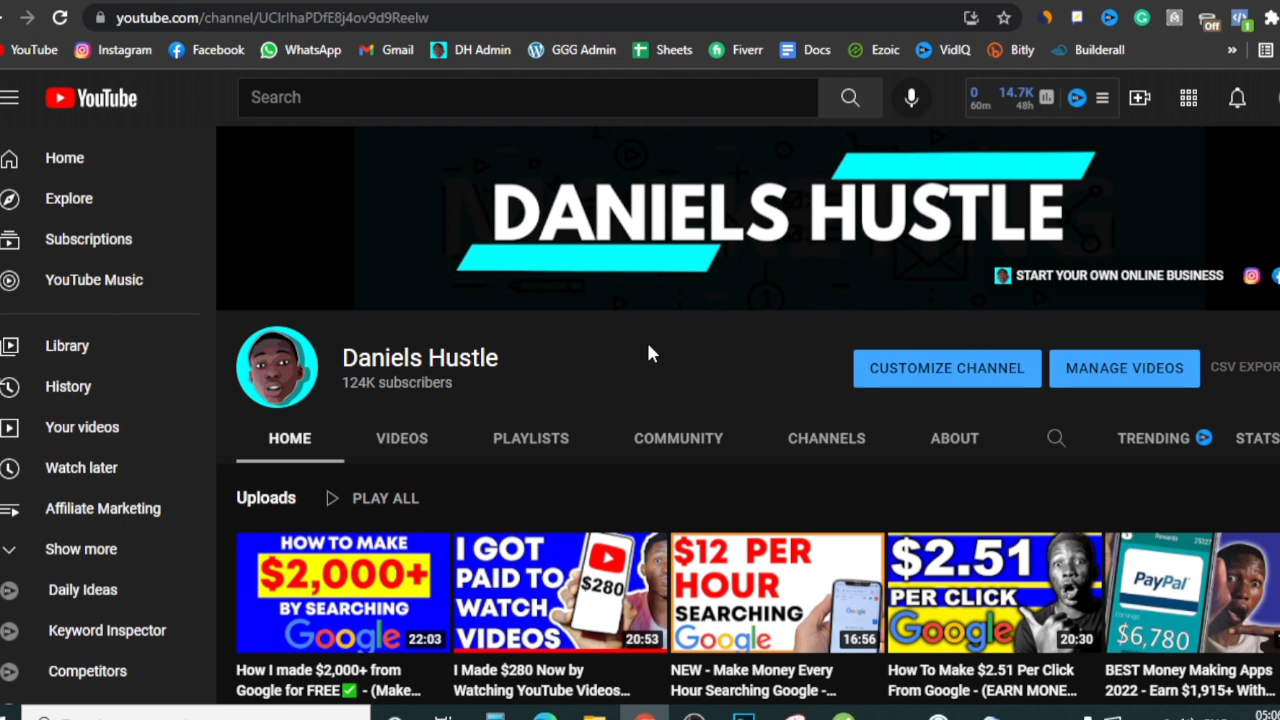 youtube.com/channel/UCIrlhaPDfE8j4ov9d9Reelw
Off
1
YouTube Instagram Facebook WhatsApp Gmail DH Admin GGG Admin Sheets Fiverr Docs Ezoic VidIQ Bitly Builderall »
YouTube
Search
0 60m 14.7K 48h
DANIELS HUSTLE
START YOUR OWN ONLINE BUSINESS
Home
Explore
Subscriptions
YouTube Music
Library
History
Your videos
Watch later
Affiliate Marketing
Show more
Daily Ideas
Keyword Inspector
Competitors
Daniels Hustle
124K subscribers
CUSTOMIZE CHANNEL
MANAGE VIDEOS
CSV EXPOR
HOME VIDEOS PLAYLISTS COMMUNITY CHANNELS ABOUT TRENDING STATS
Uploads PLAY ALL
HOW TO MAKE
$2,000+
BY SEARCHING
Google
22:03
How I made $2,000+ from
Google for FREE✅ - (Make...
I GOT
PAID TO
WATCH
VIDEOS
$280
20:53
I Made $280 Now by
Watching YouTube Videos...
$12 PER
HOUR
SEARCHING
Google
16:56
NEW - Make Money Every
Hour Searching Google -...
$2.51
PER CLICK
Google
20:30
How To Make $2.51 Per Click
From Google - (EARN MONE...
Rewards
PayPal
$6,780
BEST Money Making Apps
2022 - Earn $1,915+ With...